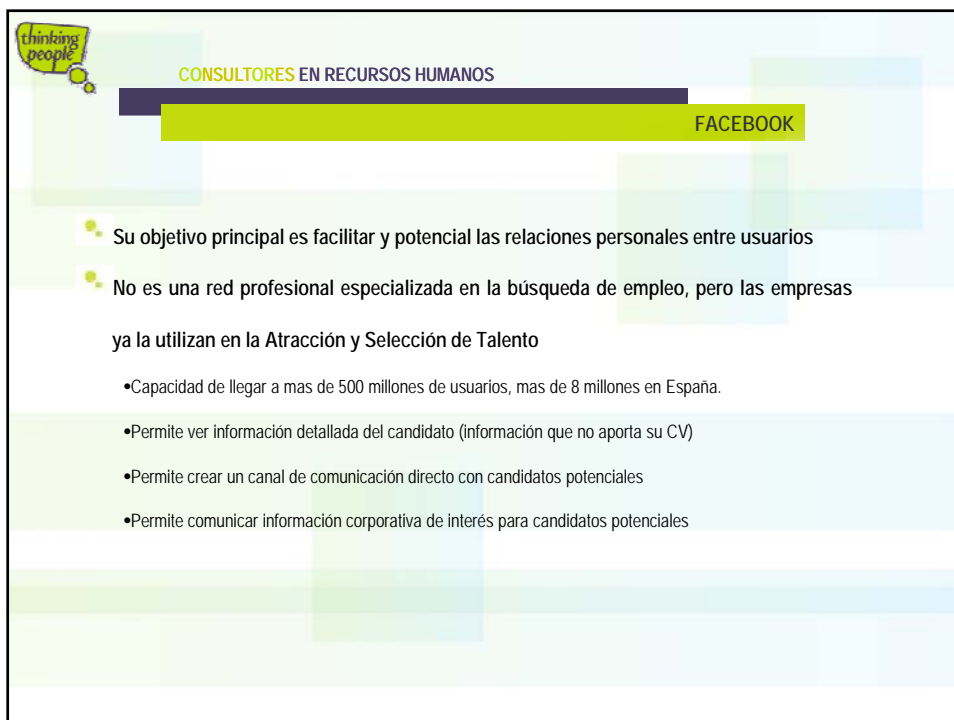 thinking
people
CONSULTORES EN RECURSOS HUMANOS
FACEBOOK
Su objetivo principal es facilitar y potencial las relaciones personales entre usuarios
No es una red profesional especializada en la búsqueda de empleo, pero las empresas
ya la utilizan en la Atracción y Selección de Talento
•Capacidad de llegar a mas de 500 millones de usuarios, mas de 8 millones en España.
•Permite ver información detallada del candidato (información que no aporta su CV)
•Permite crear un canal de comunicación directo con candidatos potenciales
•Permite comunicar información corporativa de interés para candidatos potenciales